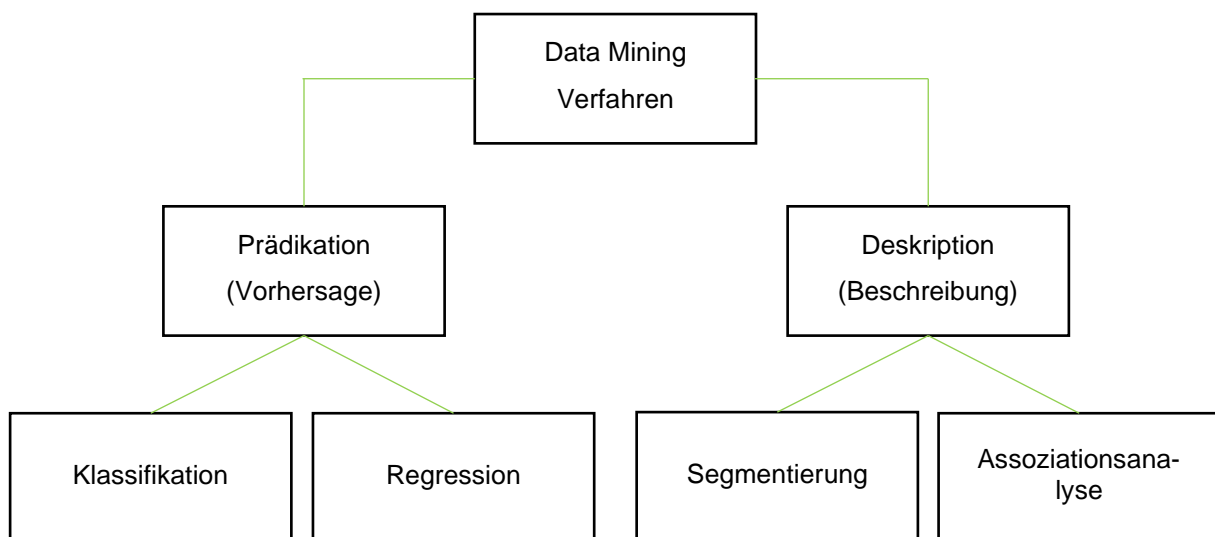 Data Mining
Verfahren
Prädikation
(Vorhersage)
Deskription
(Beschreibung)
Klassifikation
Regression
Segmentierung
Assoziationsana-
lyse